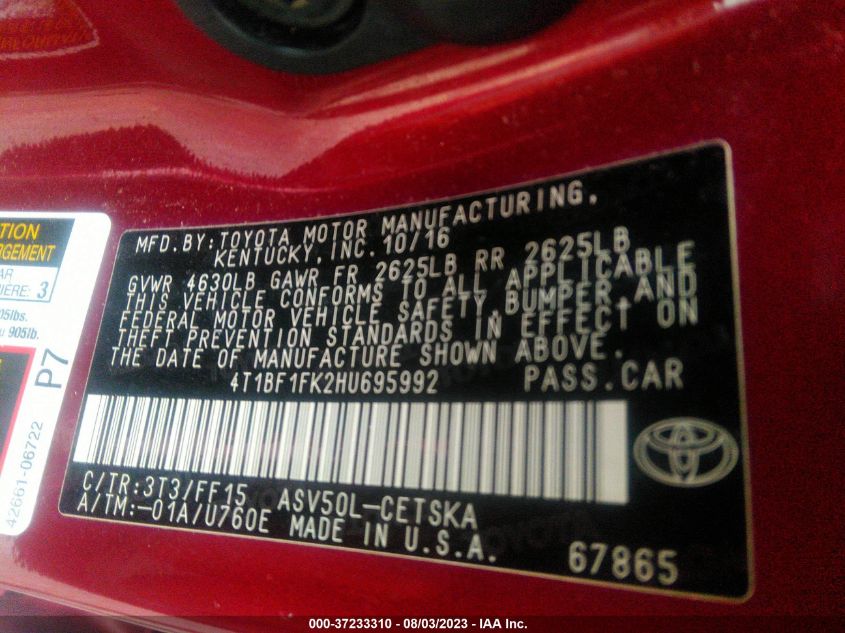 MFD.BY:TOYOTA MOTOR MANUFACTURING,
KENTUCKY, INC. 10/16
GVWR 4630LB GAWR FR 2625LB RR 2625LB
THIS VEHICLE CONFORMS TO ALL APPLICABLE
FEDERAL MOTOR VEHICLE SAFETY,BUMPER,AND
THEFT PREVENTION STANDARDS IN EFFECT ON
THE DATE OF MANUFACTURE SHOWN ABOVE.
4T1BF1FK2HU695992 PASS.CAR
C/TR:3T3/FF15 ASV50L-CETSKA
A/TM:-01A/U760E MADE IN U.S.A.
67865
3
905lb.
P7
42661-06722
000-37233310 - 08/03/2023 - IAA Inc.